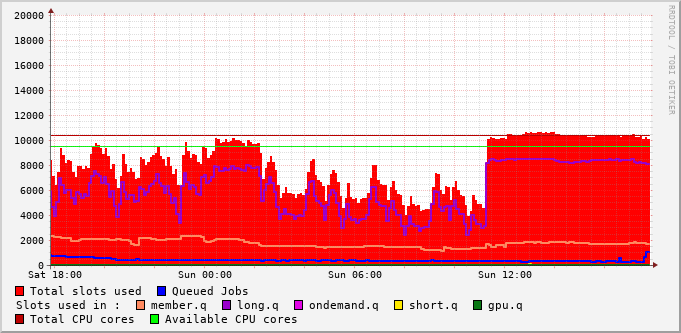 20000
18000
16000
14000
12000
10000
8000
6000
4000
2000
0
Sat 18:00 Sun 00:00 Sun 06:00 Sun 12:00
RRDTOOL / TOBI OETIKER
Total slots used Queued Jobs
Slots used in : member.q long.q ondemand.q short.q gpu.q
Total CPU cores Available CPU cores